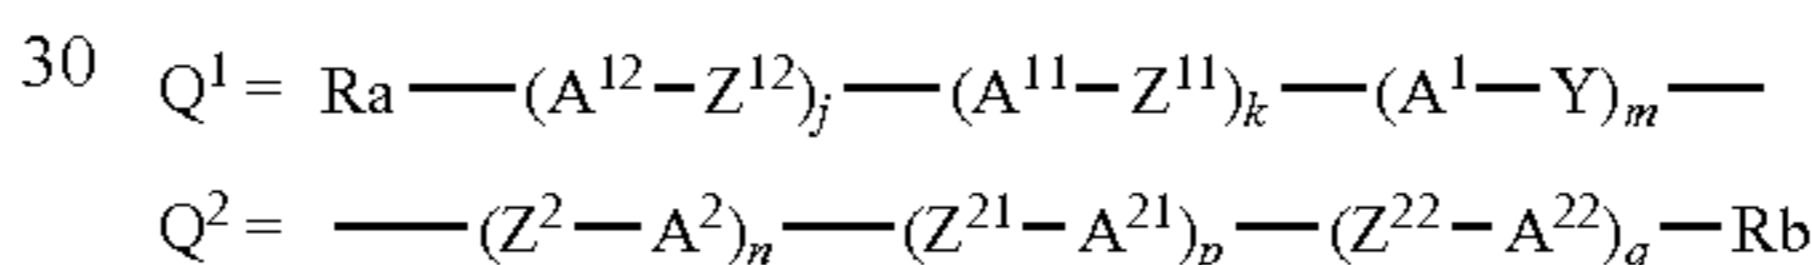 30 Q¹ = Ra—(A¹²–Z¹²)ⱼ—(A¹¹–Z¹¹)ₖ—(A¹—Y)ₘ—
Q² = —(Z²—A²)ₙ—(Z²¹–A²¹)ₚ—(Z²²–A²²)q—Rb